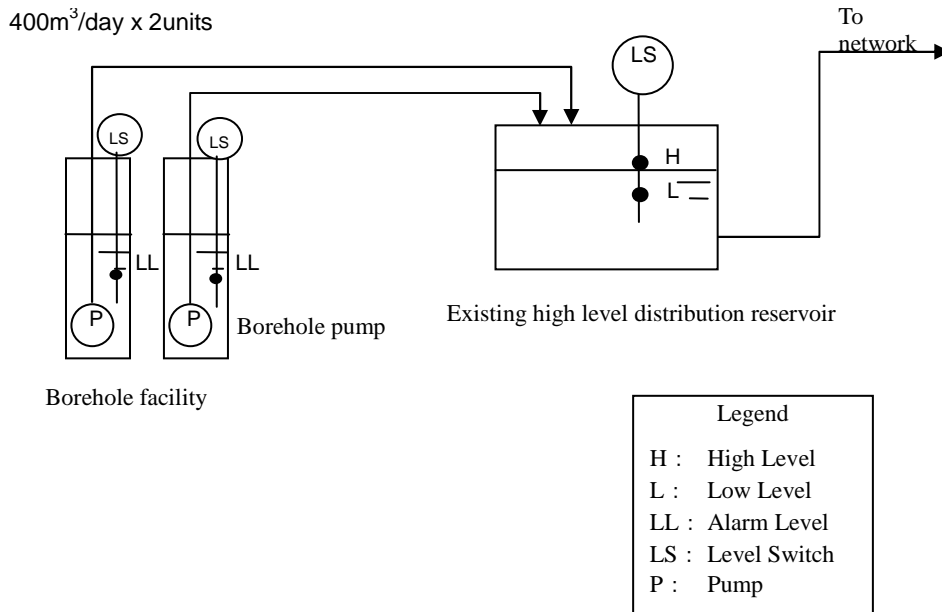 400m³/day x 2units
To
network
LS
LS
LS
H
L
LL
LL
P
P
Borehole pump
Existing high level distribution reservoir
Borehole facility
Legend
H : High Level
L : Low Level
LL : Alarm Level
LS : Level Switch
P : Pump